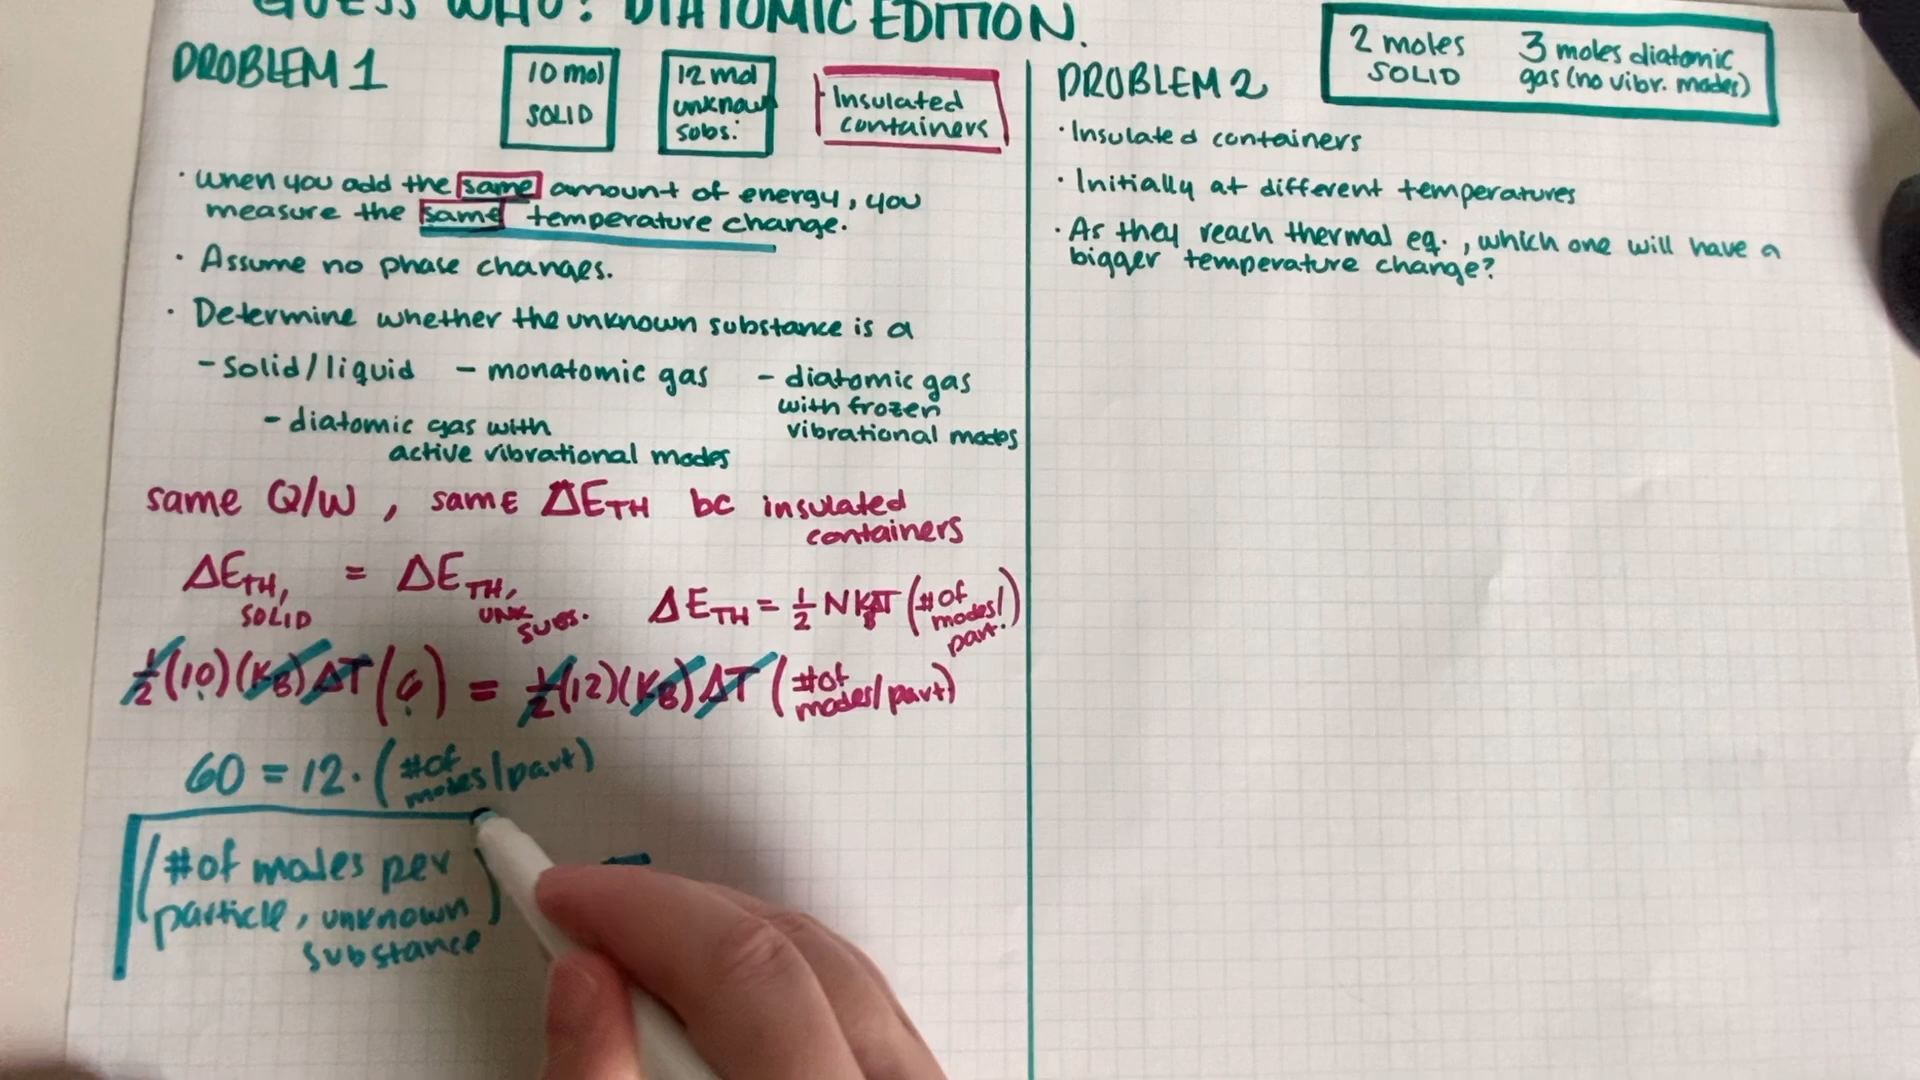 GUESS WHO? DIATOMIC EDITION.
PROBLEM 1
10 mol
SOLID
12 mol
unknown
subs.
Insulated
containers
· When you add the same amount of energy, you
measure the same temperature change.
· Assume no phase changes.
· Determine whether the unknown substance is a
- solid/liquid - monatomic gas - diatomic gas
with frozen
vibrational modes
- diatomic gas with
active vibrational modes
same Q/W, same ΔE_TH bc insulated
containers
ΔE_TH, SOLID = ΔE_TH, UNK SUBS.
ΔE_TH = 1/2 N K_B ΔT (# of modes/part.)
1/2 (10)(K_B) ΔT (6) = 1/2 (12)(K_B) ΔT (# of modes/part)
60 = 12 · (# of modes/part)
(# of modes per
particle, unknown
substance
PROBLEM 2
2 moles
SOLID
3 moles diatomic
gas (no vibr. modes)
· Insulated containers
· Initially at different temperatures
· As they reach thermal eq., which one will have a
bigger temperature change?